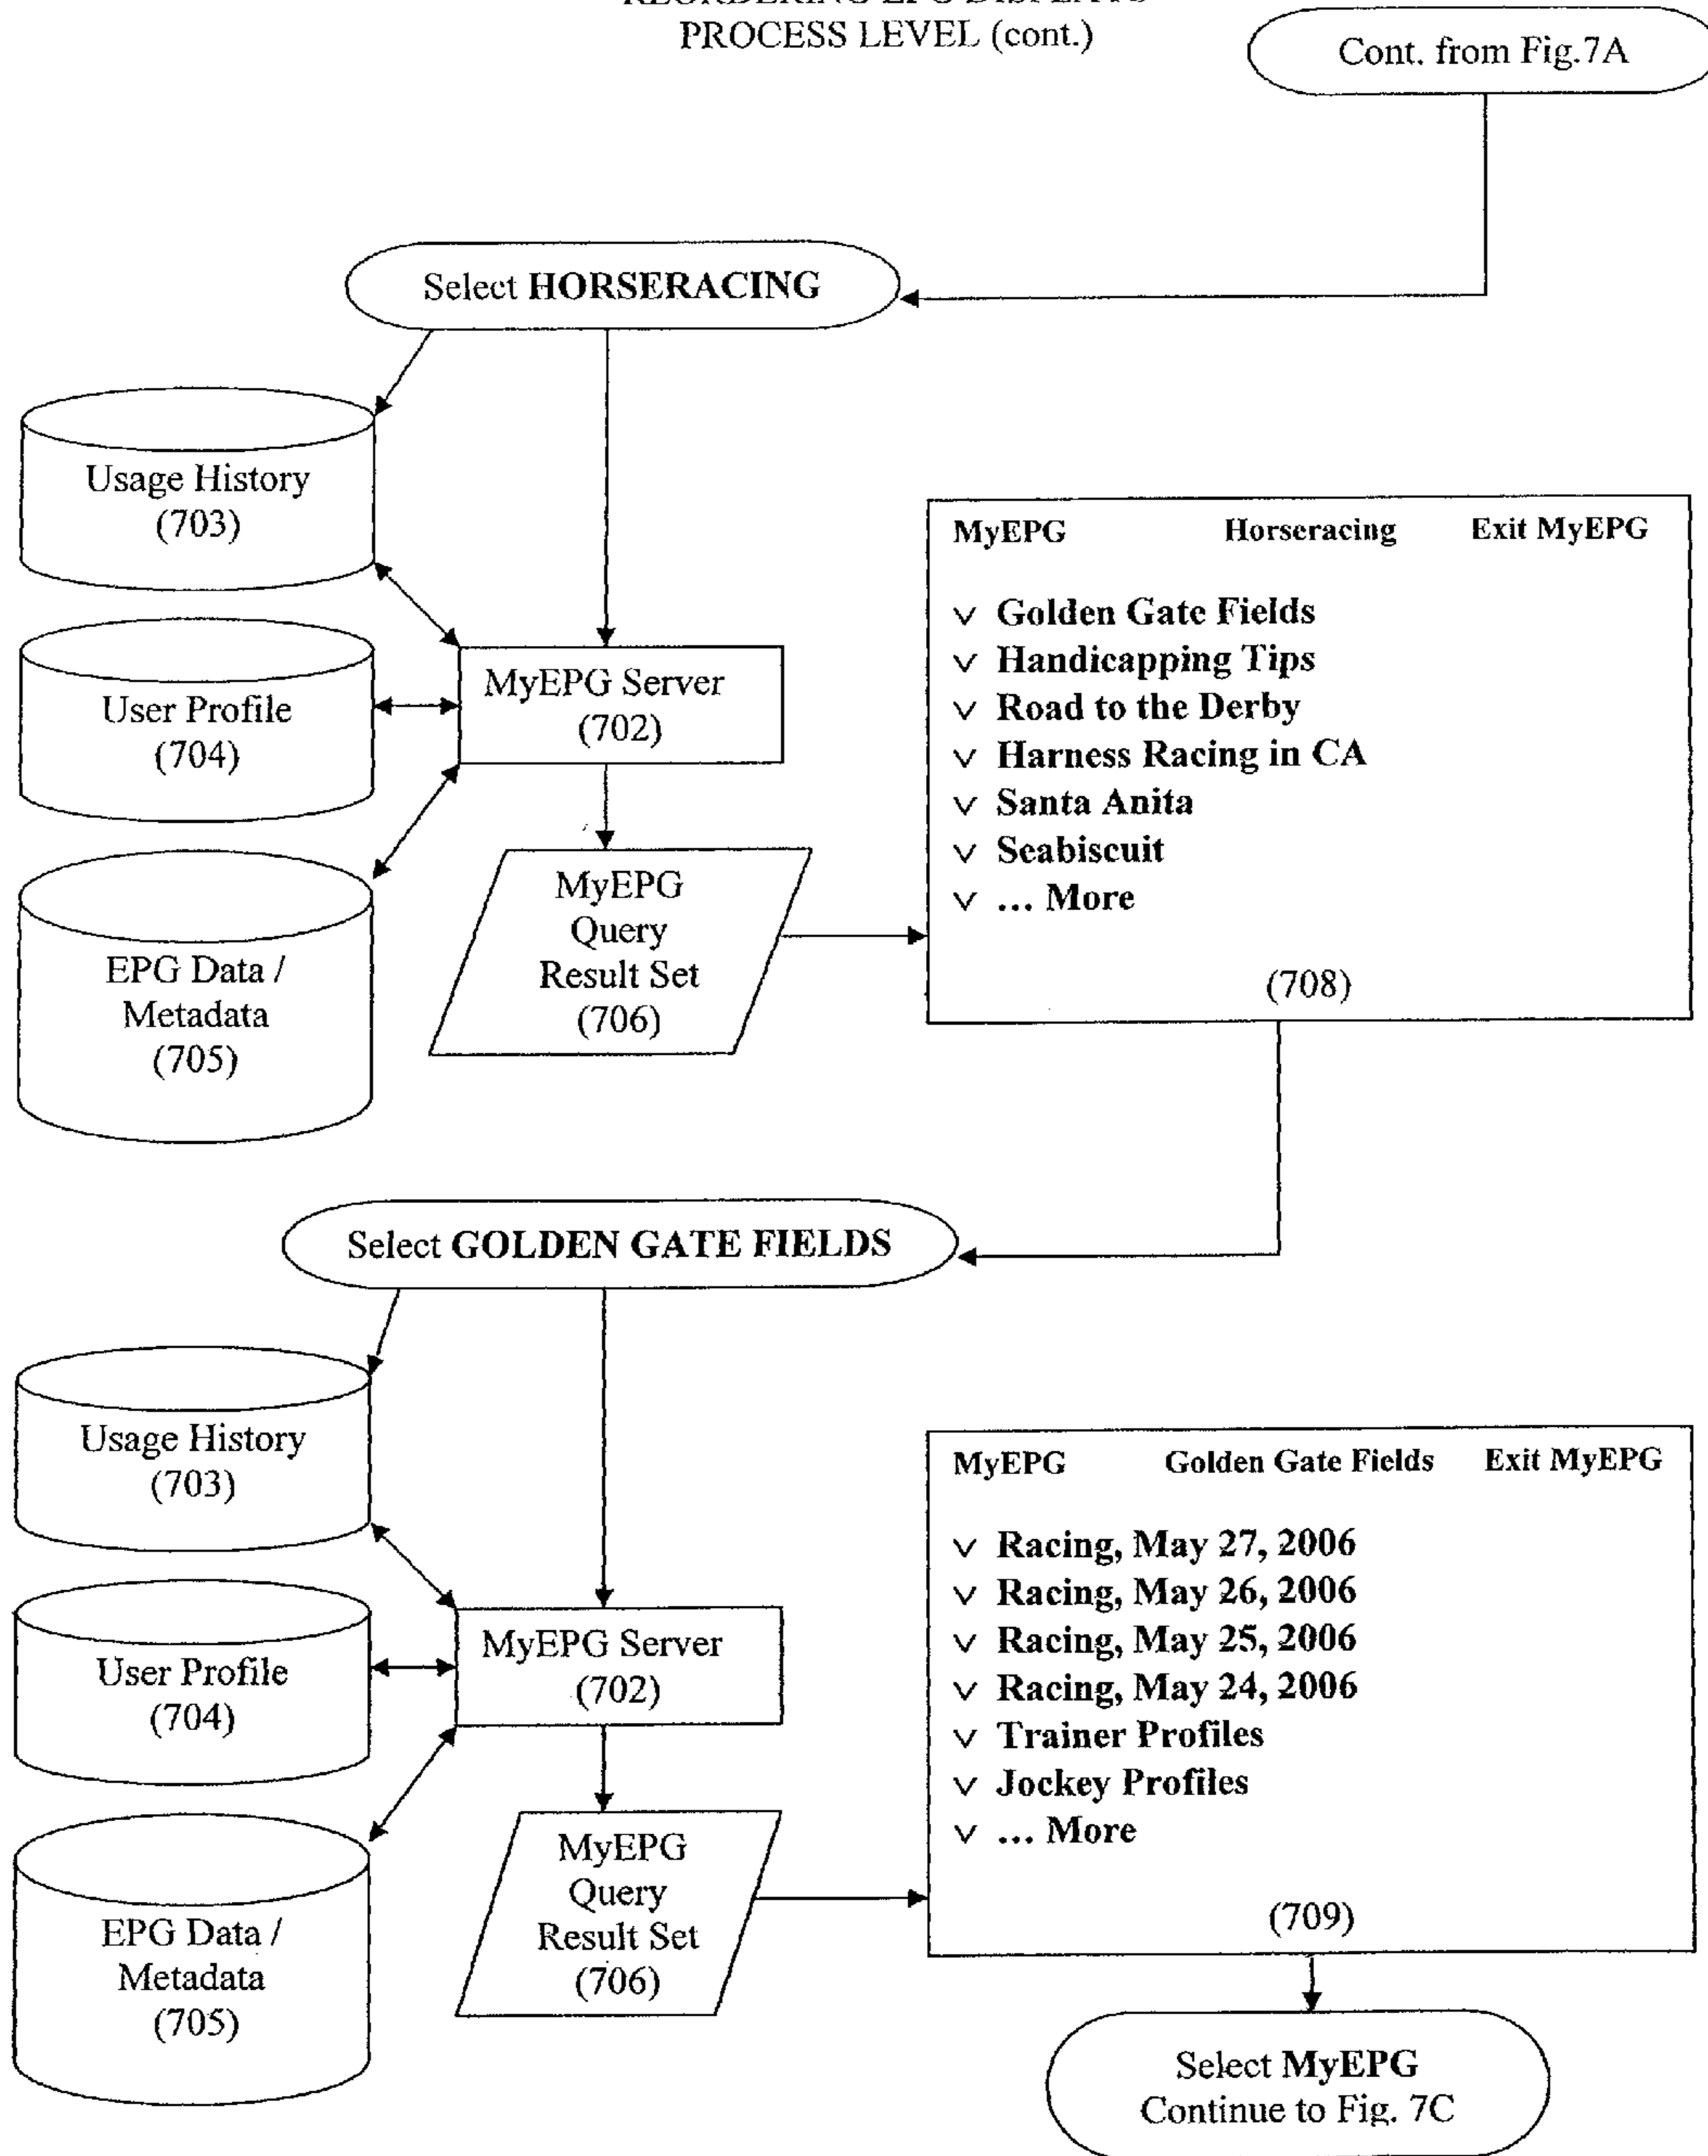 PROCESS LEVEL (cont.)
Cont. from Fig.7A
Select HORSERACING
Usage History
(703)
User Profile
(704)
EPG Data /
Metadata
(705)
MyEPG Server
(702)
MyEPG
Query
Result Set
(706)
MyEPG Horseracing Exit MyEPG
v Golden Gate Fields
v Handicapping Tips
v Road to the Derby
v Harness Racing in CA
v Santa Anita
v Seabiscuit
v ... More
(708)
Select GOLDEN GATE FIELDS
Usage History
(703)
User Profile
(704)
EPG Data /
Metadata
(705)
MyEPG Server
(702)
MyEPG
Query
Result Set
(706)
MyEPG Golden Gate Fields Exit MyEPG
v Racing, May 27, 2006
v Racing, May 26, 2006
v Racing, May 25, 2006
v Racing, May 24, 2006
v Trainer Profiles
v Jockey Profiles
v ... More
(709)
Select MyEPG
Continue to Fig. 7C